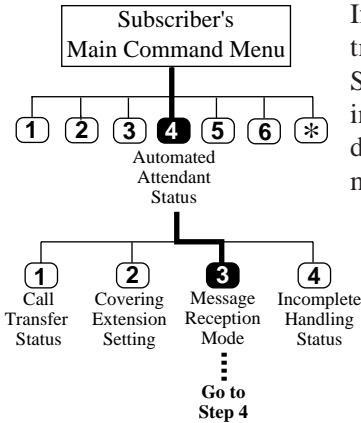 Subscriber's
Main Command Menu
1 2 3 4 5 6 *
Automated
Attendant
Status
1 2 3 4
Call Transfer Status
Covering Extension Setting
Message Reception Mode
Incomplete Handling Status
Go to
Step 4